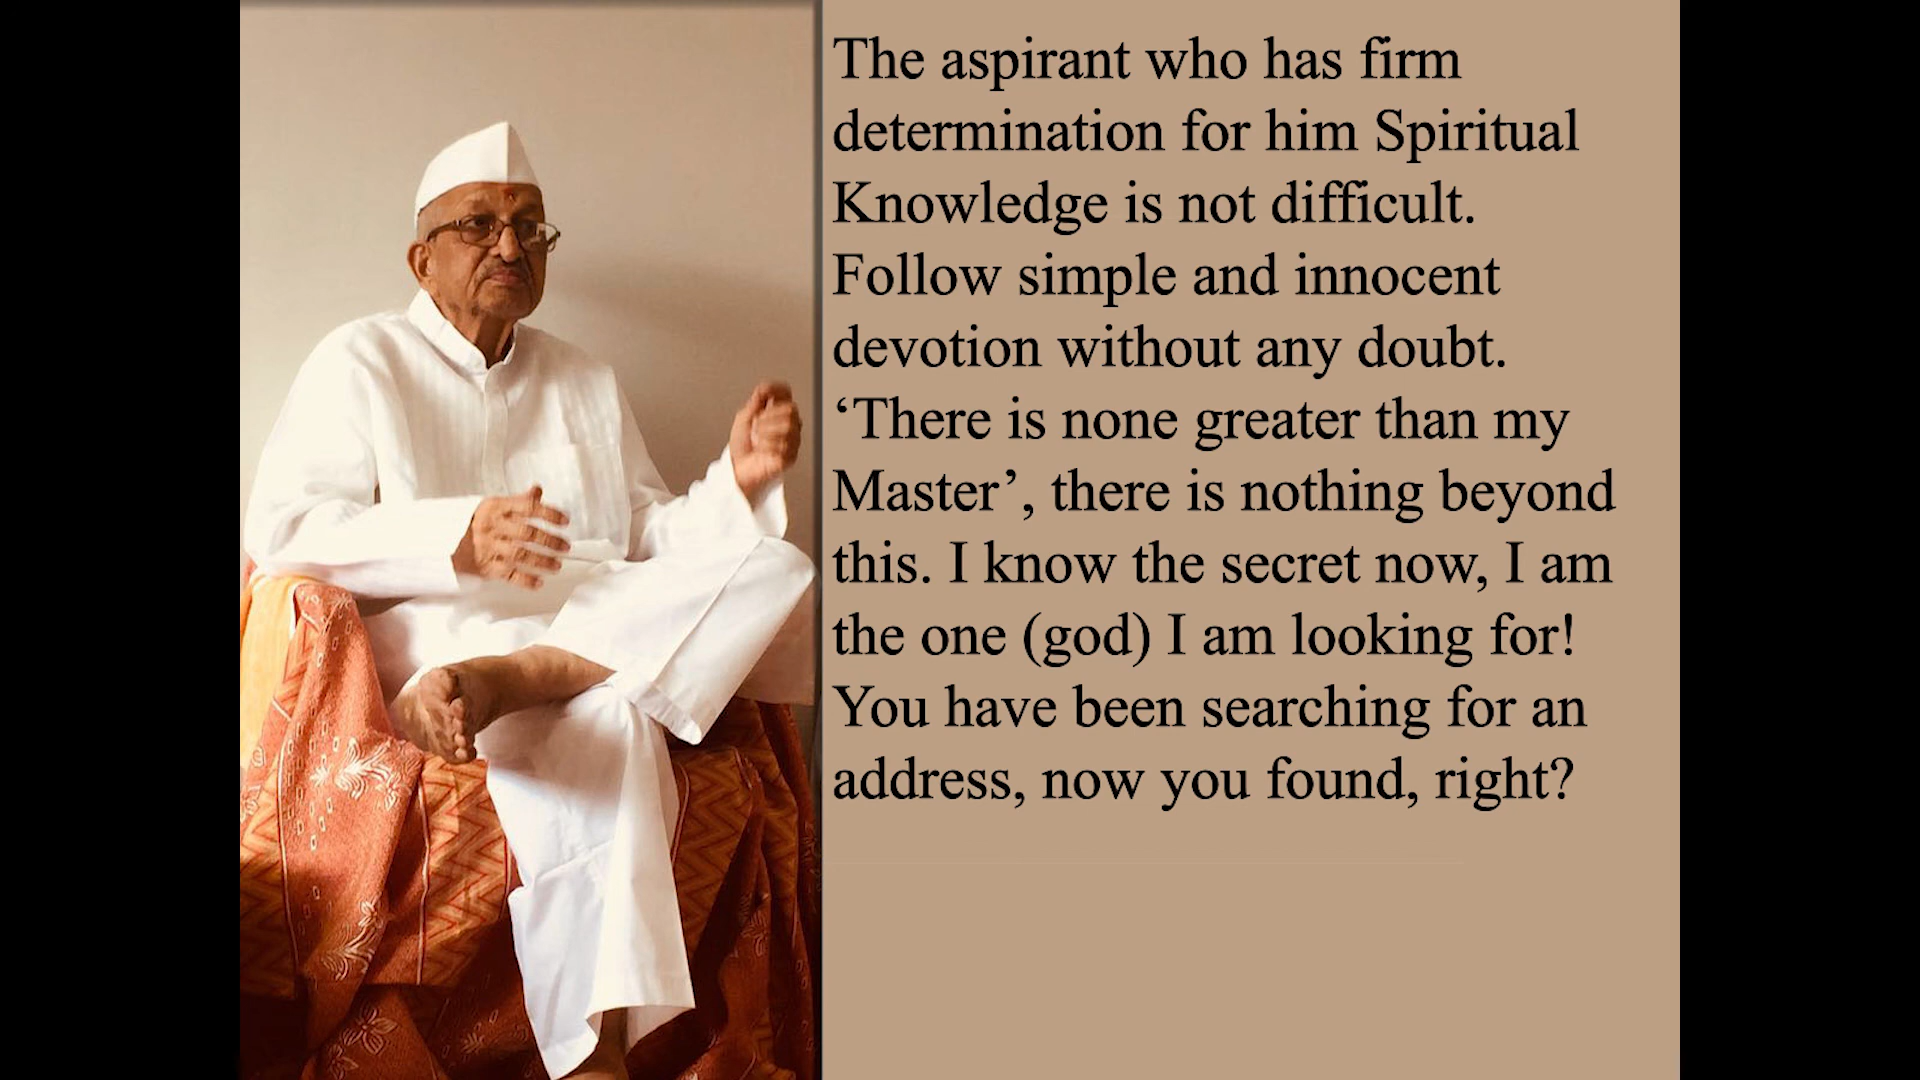 The aspirant who has firm
determination for him Spiritual
Knowledge is not difficult.
Follow simple and innocent
devotion without any doubt.
‘There is none greater than my
Master’, there is nothing beyond
this. I know the secret now, I am
the one (god) I am looking for!
You have been searching for an
address, now you found, right?